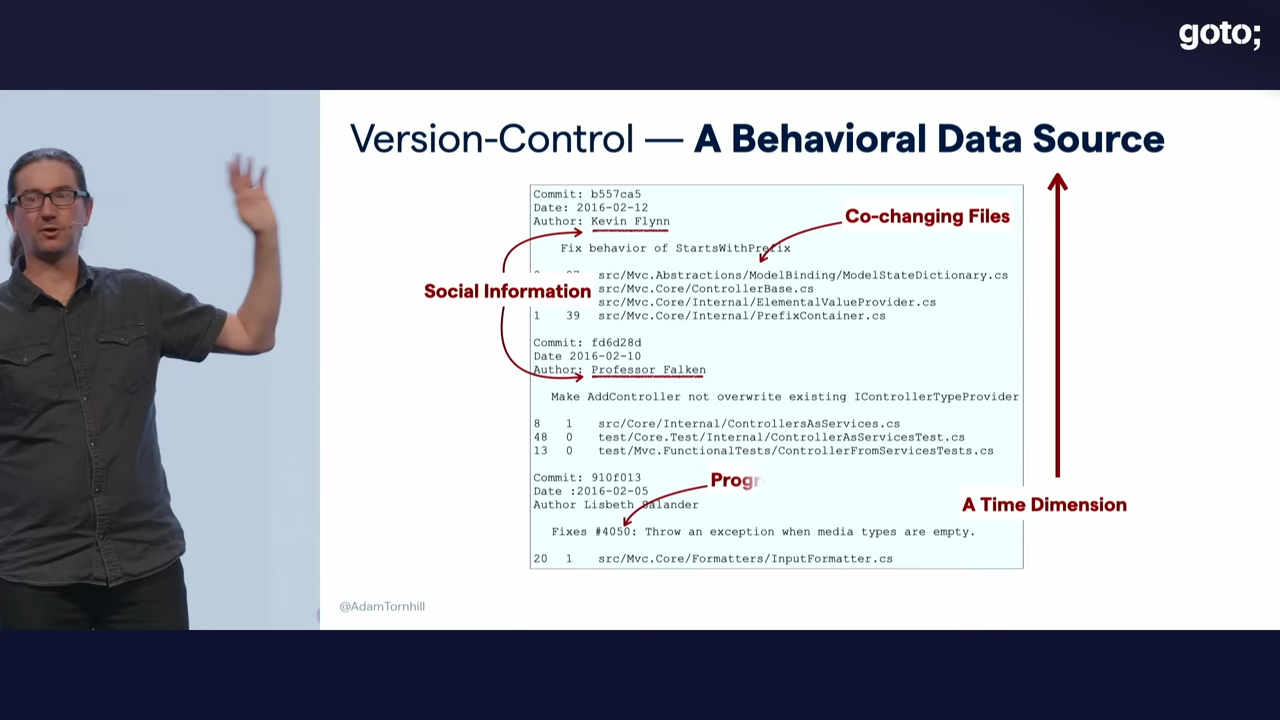 goto;
Version-Control — A Behavioral Data Source
Commit: b557ca5
Date: 2016-02-12
Author: Kevin Flynn
Co-changing Files
Fix behavior of StartsWithPrefix
src/Mvc.Abstractions/ModelBinding/ModelStateDictionary.cs
Social Information
src/Mvc.Core/ControllerBase.cs
src/Mvc.Core/Internal/ElementalValueProvider.cs
1 39 src/Mvc.Core/Internal/PrefixContainer.cs
Commit: fd6d28d
Date 2016-02-10
Author: Professor Falken
Make AddController not overwrite existing IControllerTypeProvider
8 1 src/Core/Internal/ControllersAsServices.cs
48 0 test/Core.Test/Internal/ControllerAsServicesTest.cs
13 0 test/Mvc.FunctionalTests/ControllerFromServicesTests.cs
Commit: 910f013
Progr
Date :2016-02-05
Author Lisbeth Salander
A Time Dimension
Fixes #4050: Throw an exception when media types are empty.
20 1 src/Mvc.Core/Formatters/InputFormatter.cs
@AdamTornhill